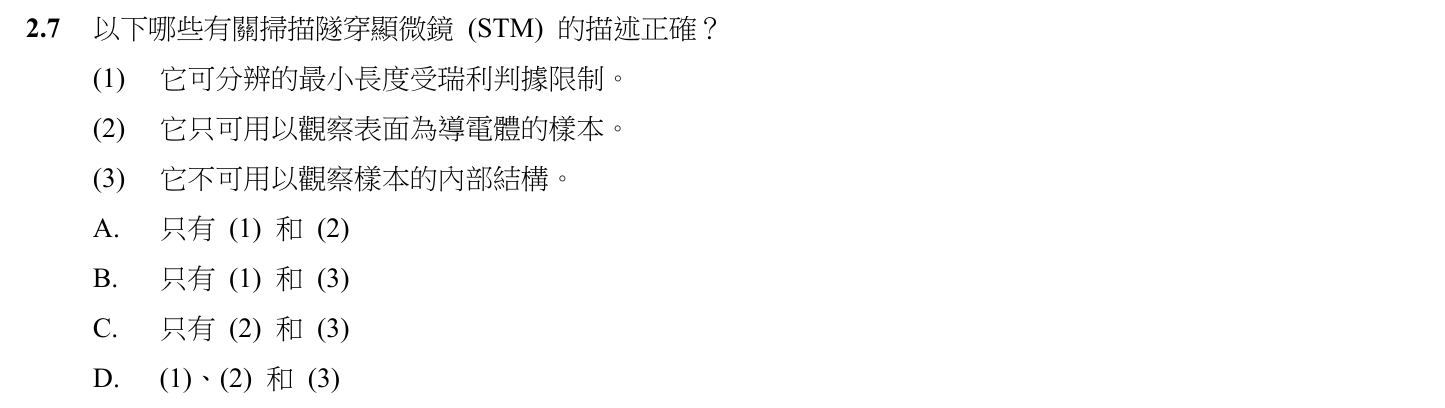 2.7 以下哪些有關掃描隧穿顯微鏡 (STM) 的描述正確？
(1) 它可分辨的最小長度受瑞利判據限制。
(2) 它只可用以觀察表面為導電體的樣本。
(3) 它不可用以觀察樣本的內部結構。
A. 只有 (1) 和 (2)
B. 只有 (1) 和 (3)
C. 只有 (2) 和 (3)
D. (1)、(2) 和 (3)